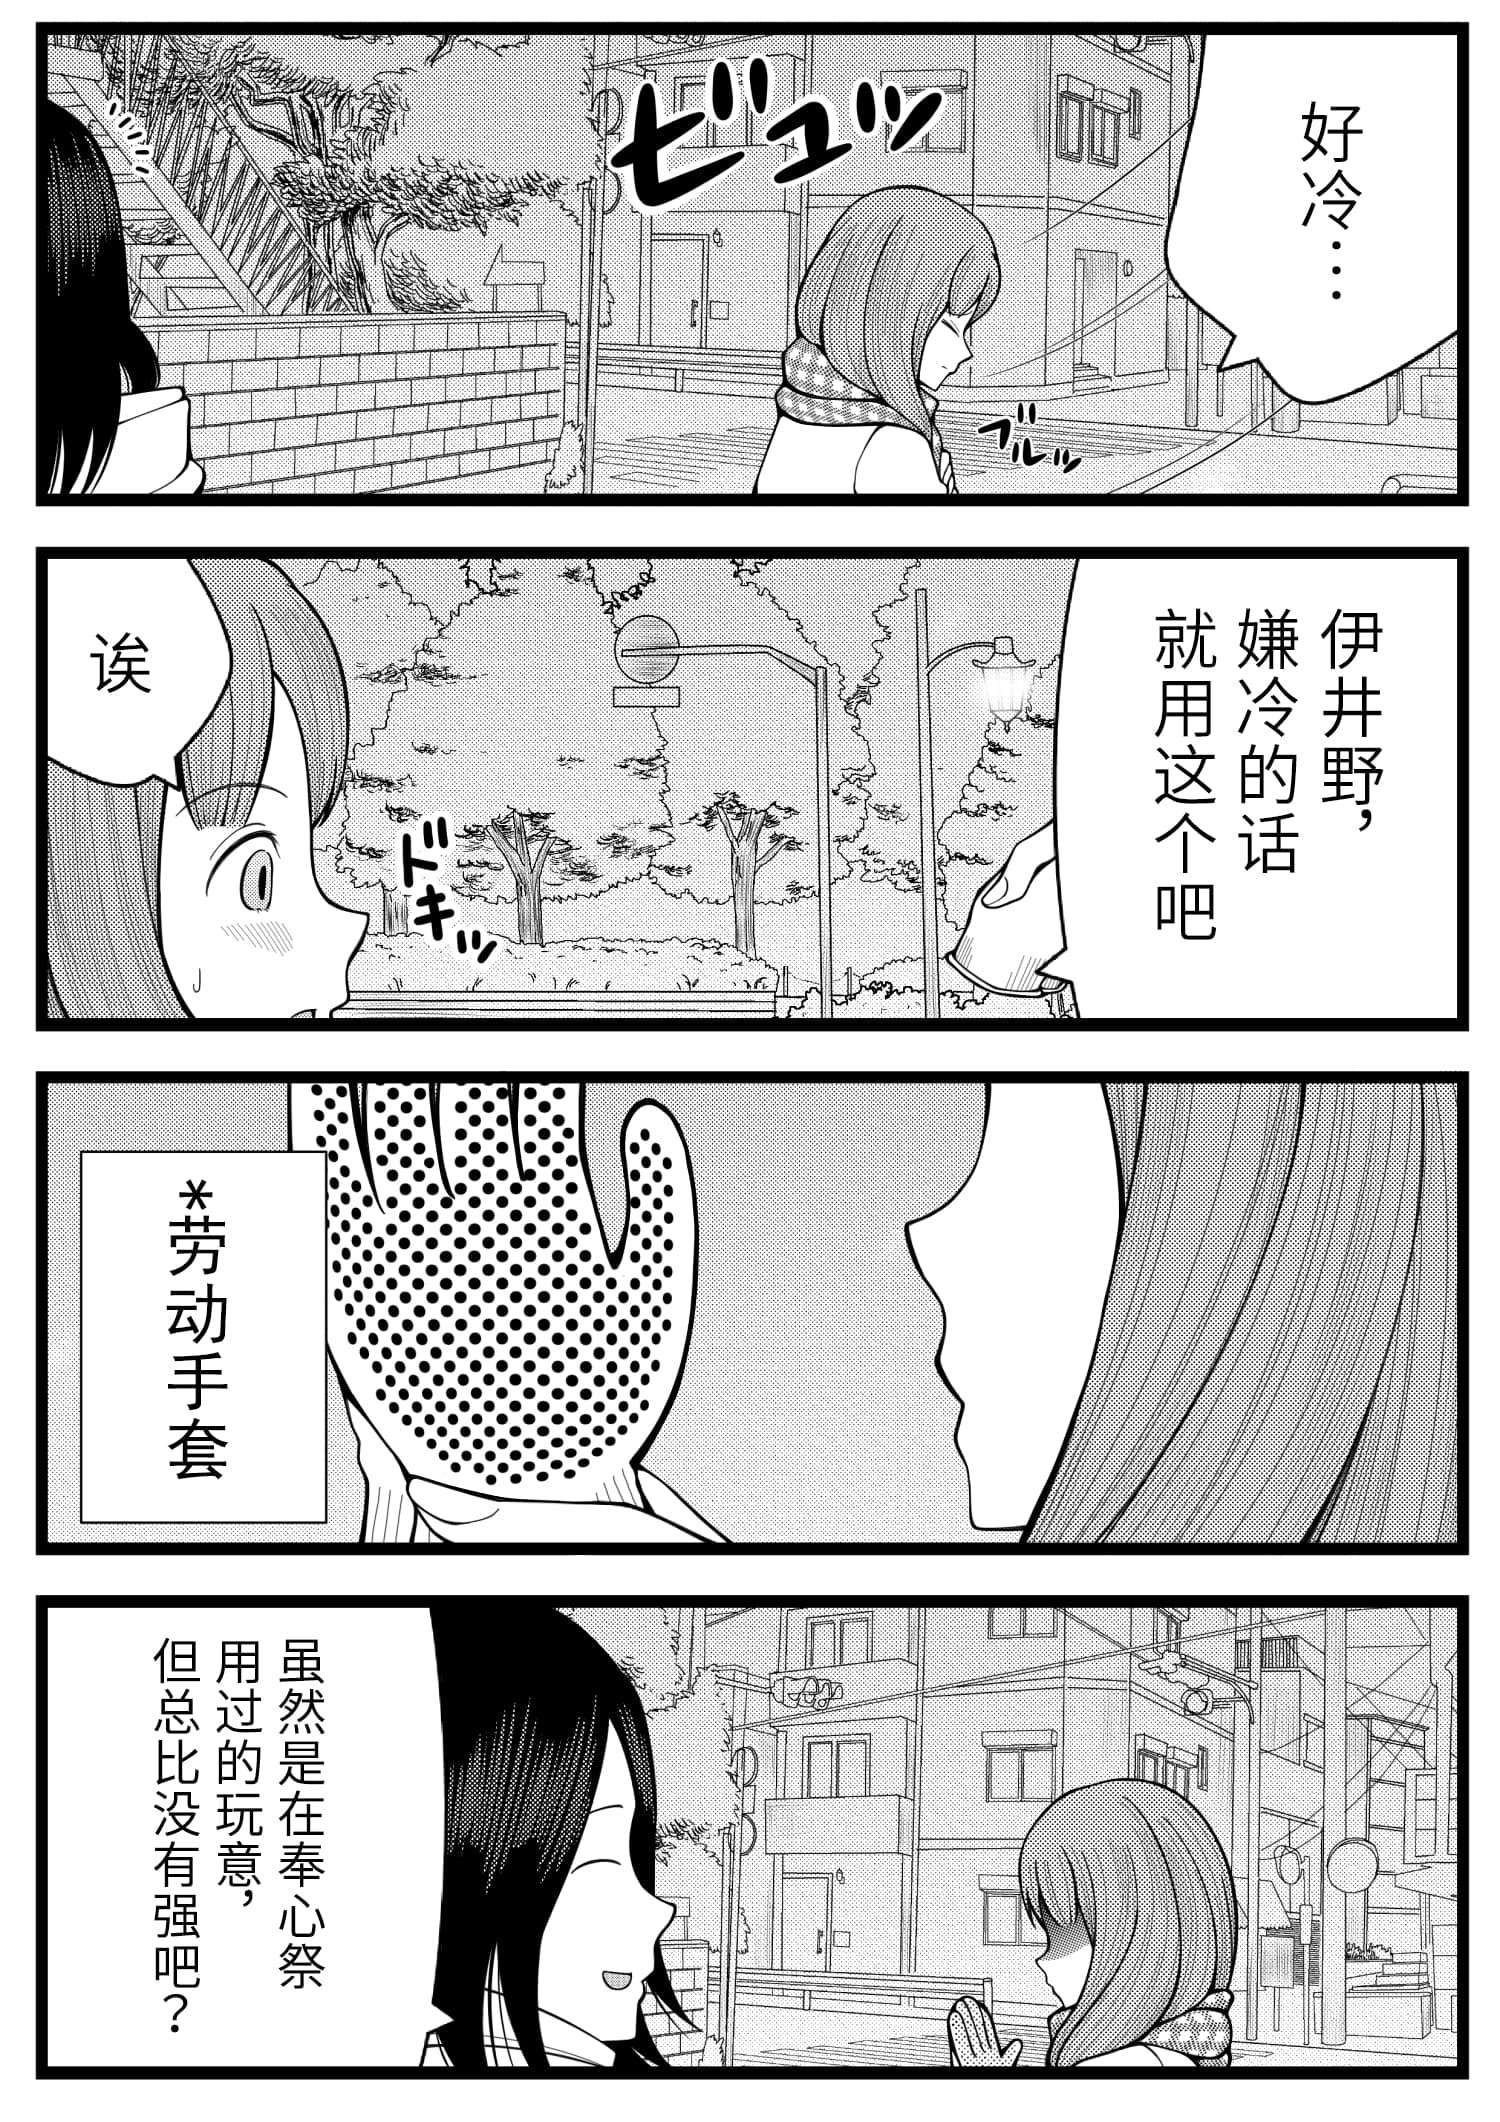 好冷…
ビュッ
ブルッ
伊井野，
嫌冷的话
就用这个吧
ドキッ
诶
*劳动手套
虽然是在奉心祭
用过的玩意，
但总比没有强吧？